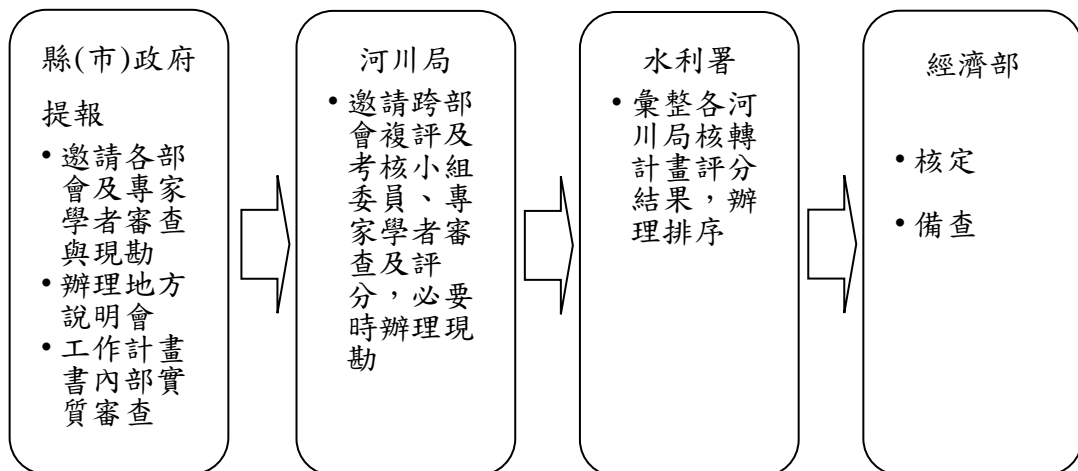 縣(市)政府
提報
• 邀請各部
會及專家
學者審查
與現勘
• 辦理地方
說明會
• 工作計畫
書內部實
質審查
河川局
• 邀請跨部
會複評及
考核小組
委員、專
家學者審
查及評
分，必要
時辦理現
勘
水利署
• 彙整各河
川局核轉
計畫評分
結果，辦
理排序
經濟部
• 核定
• 備查